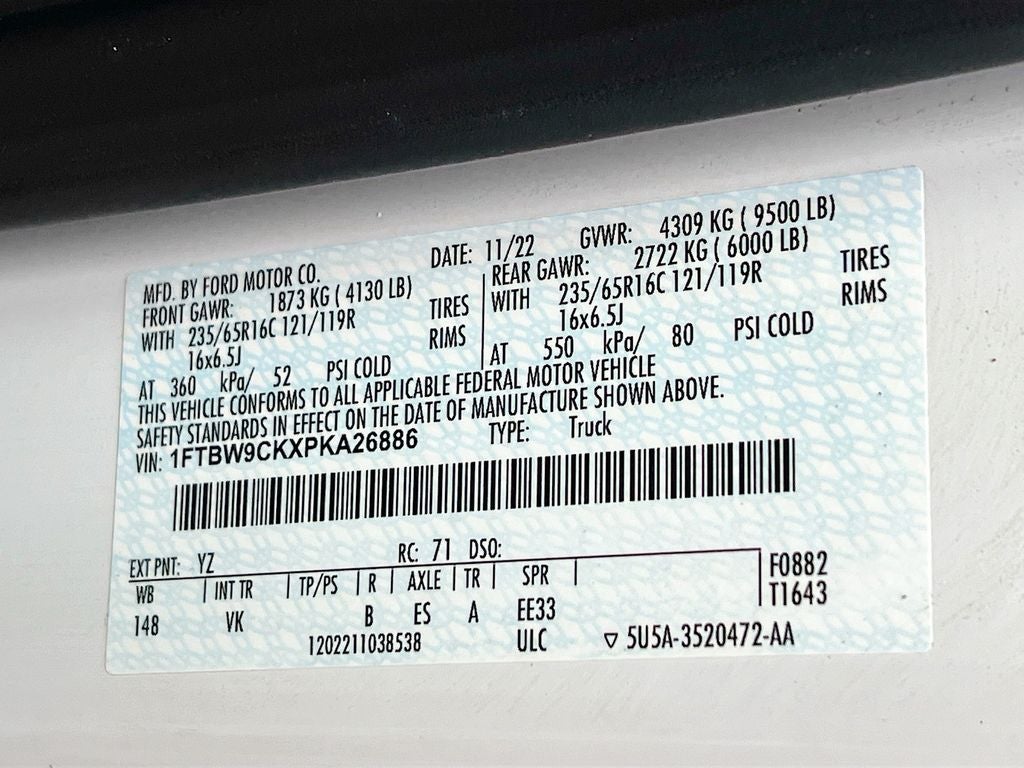 MFD. BY FORD MOTOR CO. DATE: 11/22 GVWR: 4309 KG ( 9500 LB)
FRONT GAWR: 1873 KG ( 4130 LB) REAR GAWR: 2722 KG ( 6000 LB)
WITH 235/65R16C 121/119R TIRES WITH 235/65R16C 121/119R TIRES
16x6.5J RIMS 16x6.5J RIMS
AT 360 kPa/ 52 PSI COLD AT 550 kPa/ 80 PSI COLD
THIS VEHICLE CONFORMS TO ALL APPLICABLE FEDERAL MOTOR VEHICLE
SAFETY STANDARDS IN EFFECT ON THE DATE OF MANUFACTURE SHOWN ABOVE.
VIN: 1FTBW9CKXPKA26886 TYPE: Truck
EXT PNT: YZ RC: 71 DSO:
WB INT TR TP/PS R AXLE TR SPR F0882
148 VK B ES A EE33 T1643
1202211038538 ULC ▽ 5U5A-3520472-AA